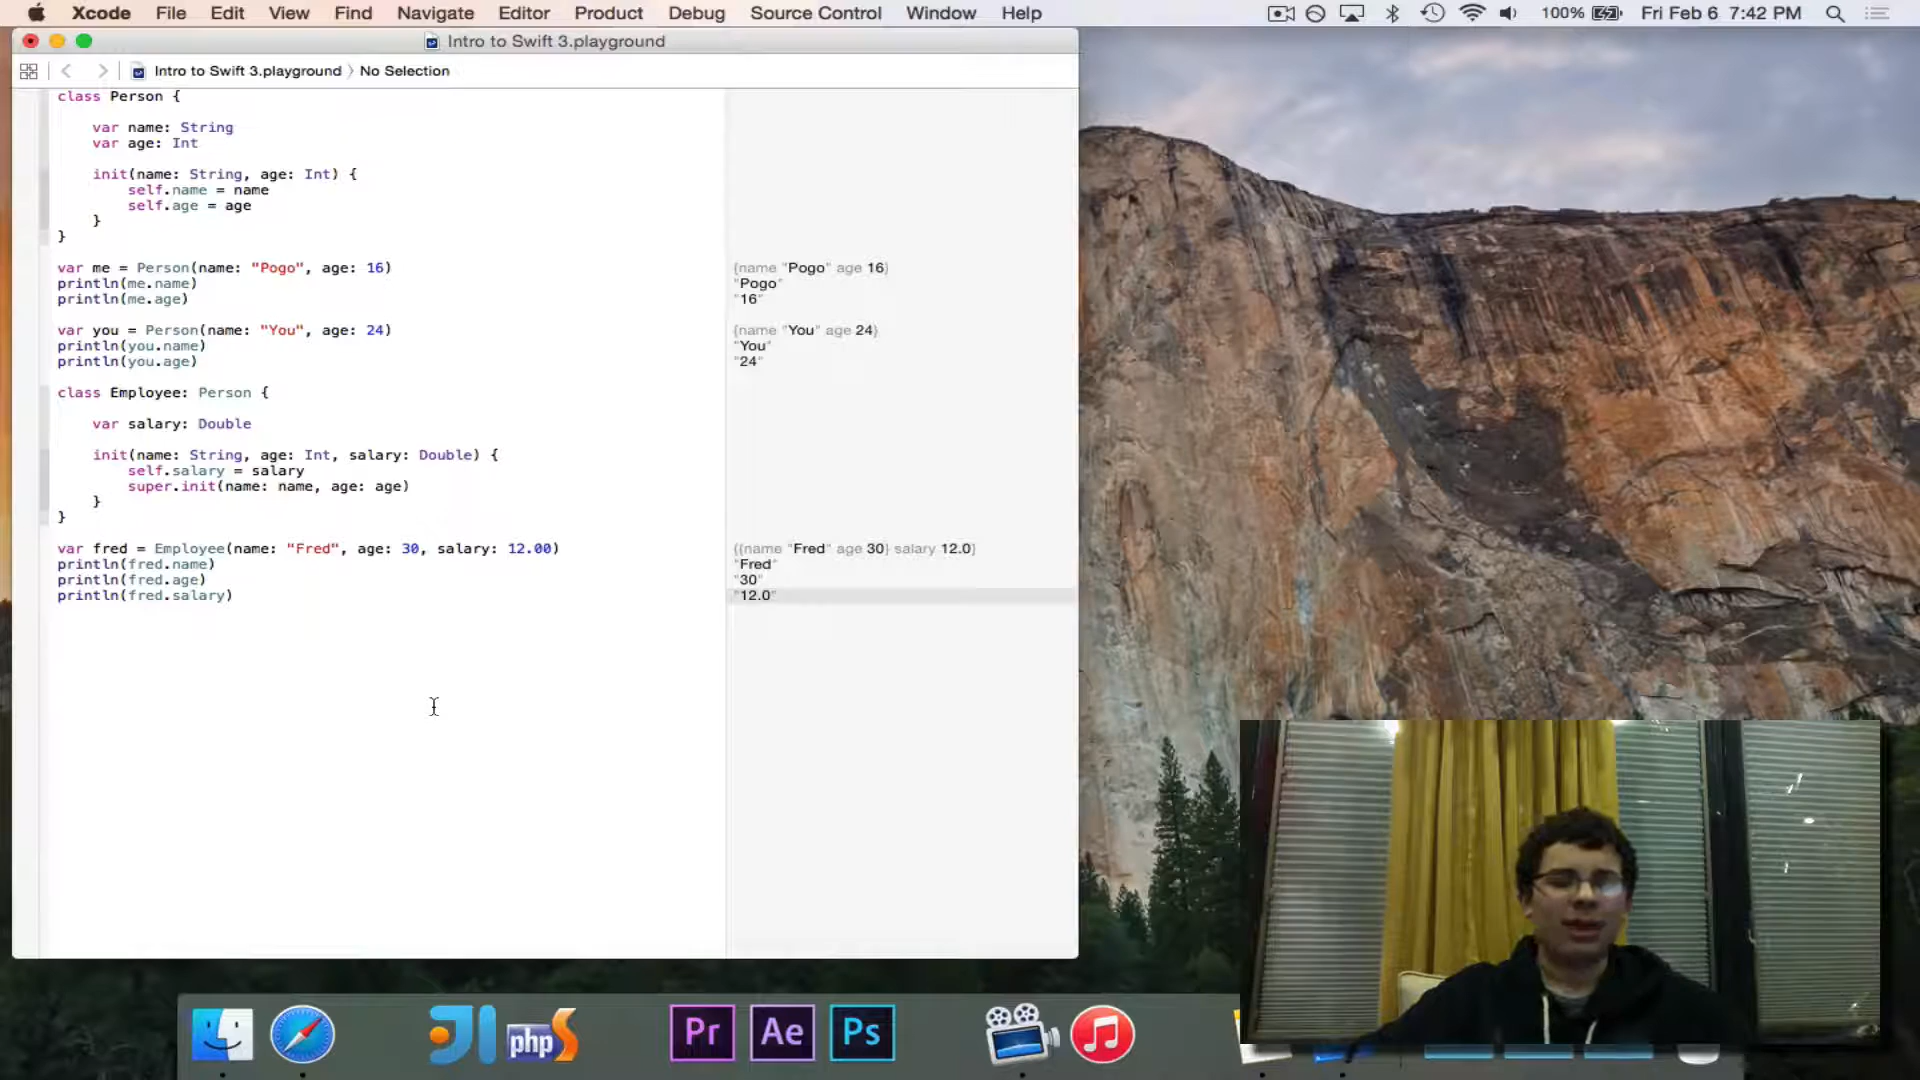 Xcode File Edit View Find Navigate Editor Product Debug Source Control Window Help 100% Fri Feb 6 7:42 PM
Intro to Swift 3.playground
Intro to Swift 3.playground No Selection
class Person {
var name: String
var age: Int
init(name: String, age: Int) {
self.name = name
self.age = age
}
}
var me = Person(name: "Pogo", age: 16) {name "Pogo" age 16}
println(me.name) "Pogo"
println(me.age) "16"
var you = Person(name: "You", age: 24) {name "You" age 24}
println(you.name) "You"
println(you.age) "24"
class Employee: Person {
var salary: Double
init(name: String, age: Int, salary: Double) {
self.salary = salary
super.init(name: name, age: age)
}
}
var fred = Employee(name: "Fred", age: 30, salary: 12.00) {{name "Fred" age 30} salary 12.0}
println(fred.name) "Fred"
println(fred.age) "30"
println(fred.salary) "12.0"
JI phpS Pr Ae Ps